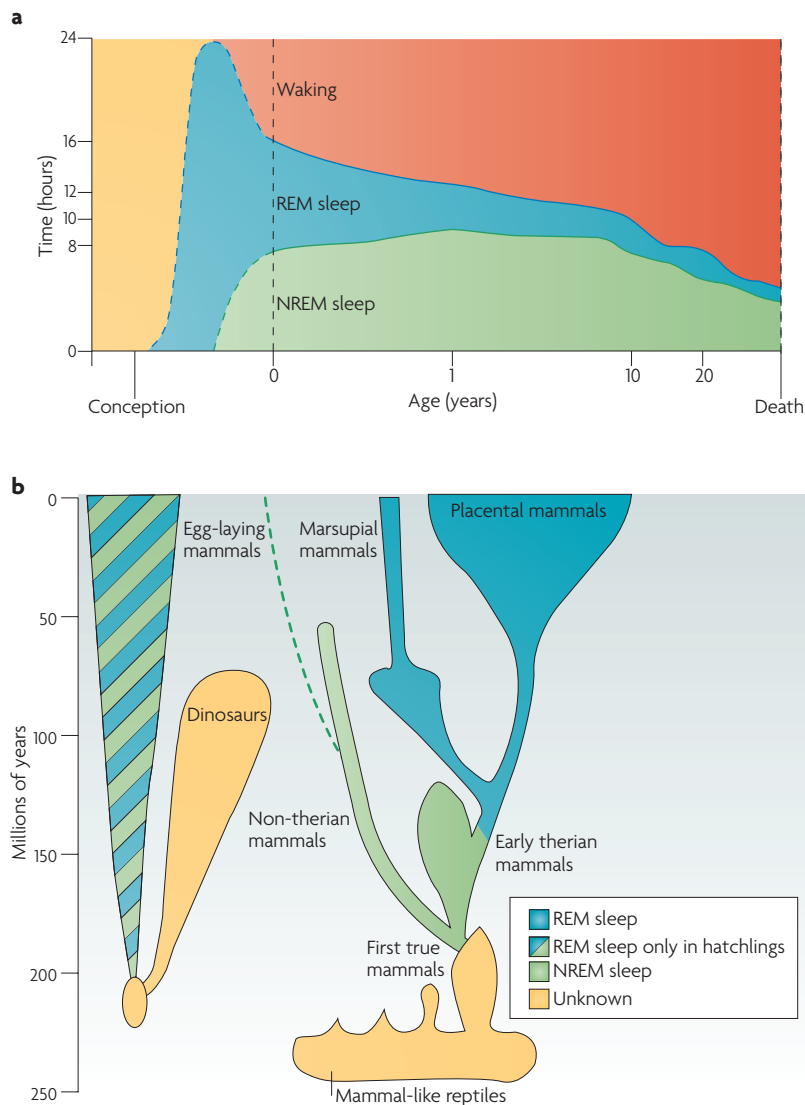 a
24
16
12
10
8
0
Time (hours)
Waking
REM sleep
NREM sleep
0
1
10
20
Conception
Age (years)
Death
b
0
50
100
150
200
250
Millions of years
Egg-laying
mammals
Marsupial
mammals
Placental mammals
Dinosaurs
Non-therian
mammals
Early therian
mammals
First true
mammals
Mammal-like reptiles
REM sleep
REM sleep only in hatchlings
NREM sleep
Unknown